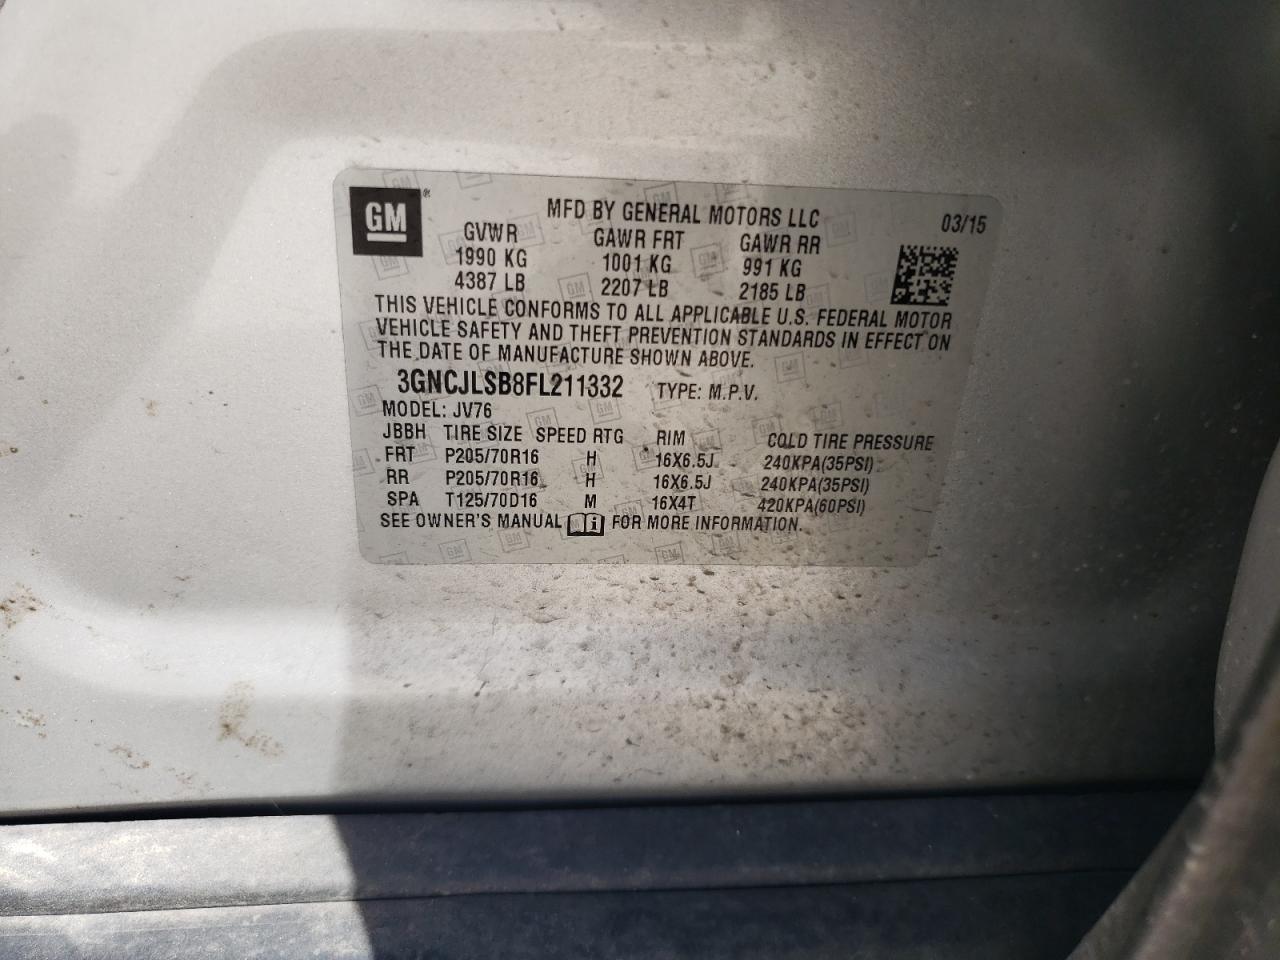 GM®
MFD BY GENERAL MOTORS LLC 03/15
GVWR GAWR FRT GAWR RR
1990 KG 1001 KG 991 KG
4387 LB 2207 LB 2185 LB
THIS VEHICLE CONFORMS TO ALL APPLICABLE U.S. FEDERAL MOTOR
VEHICLE SAFETY AND THEFT PREVENTION STANDARDS IN EFFECT ON
THE DATE OF MANUFACTURE SHOWN ABOVE.
3GNCJLSB8FL211332 TYPE: M.P.V.
MODEL: JV76
JBBH TIRE SIZE SPEED RTG RIM COLD TIRE PRESSURE
FRT P205/70R16 H 16X6.5J 240KPA(35PSI)
RR P205/70R16 H 16X6.5J 240KPA(35PSI)
SPA T125/70D16 M 16X4T 420KPA(60PSI)
SEE OWNER'S MANUAL FOR MORE INFORMATION.